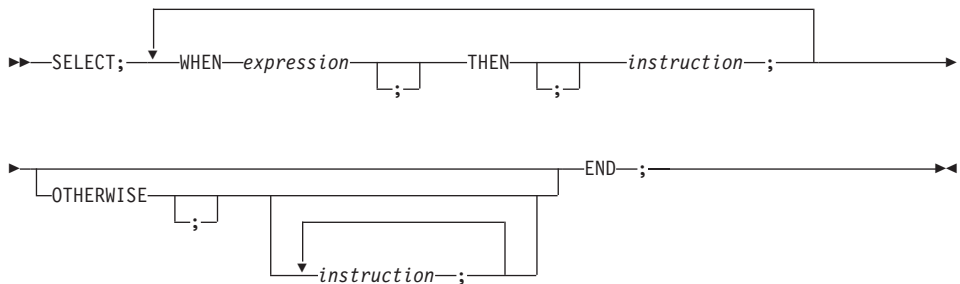 SELECT; WHEN expression ; THEN ; instruction ;
OTHERWISE ; instruction ; END ;